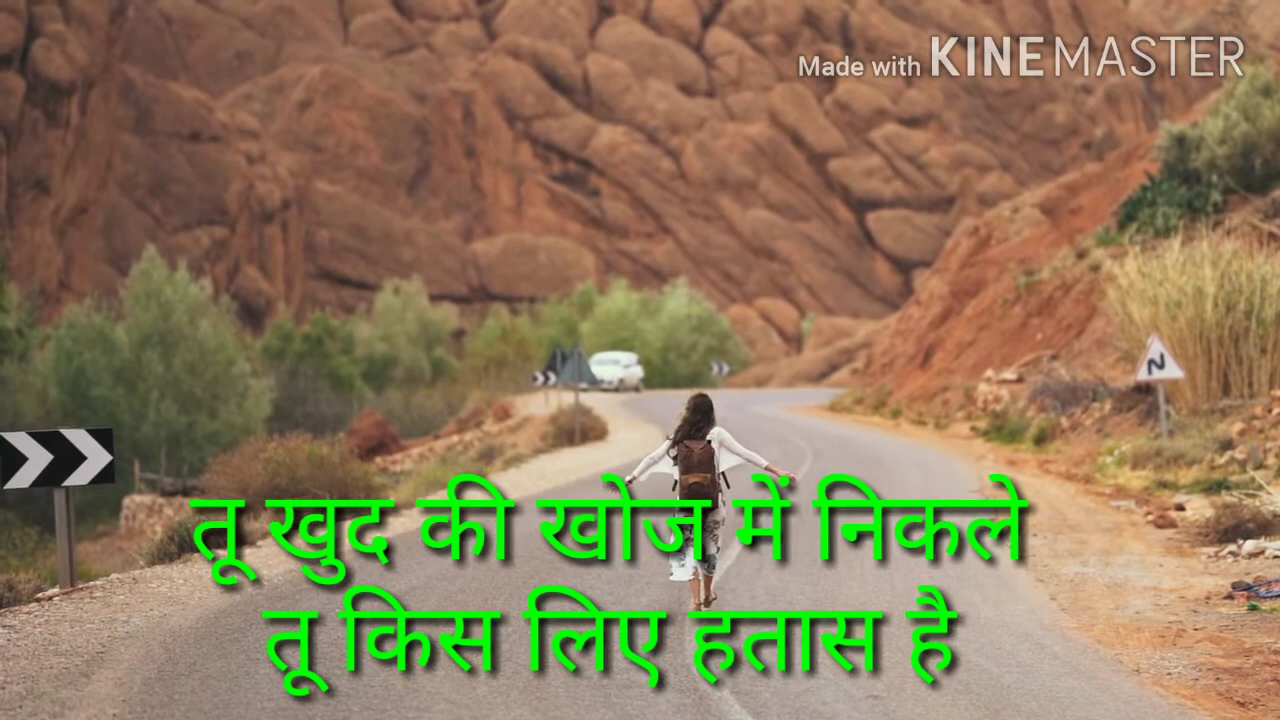 Made with KINEMASTER
तू खुद की खोज में निकले
तू किस लिए हतास है